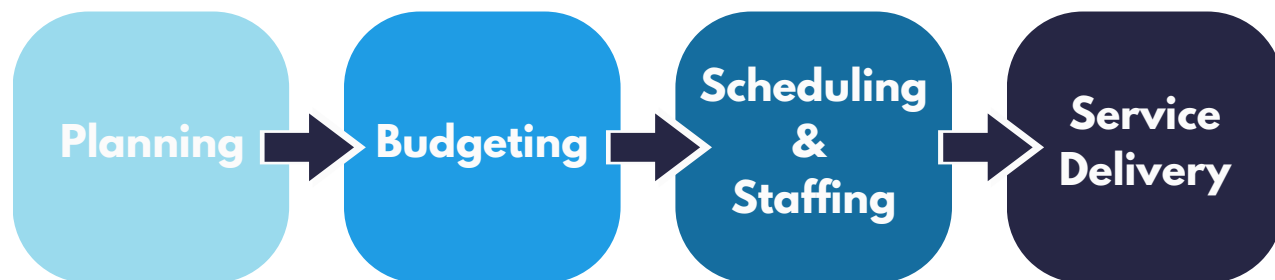 Planning
Budgeting
Scheduling
&
Staffing
Service
Delivery